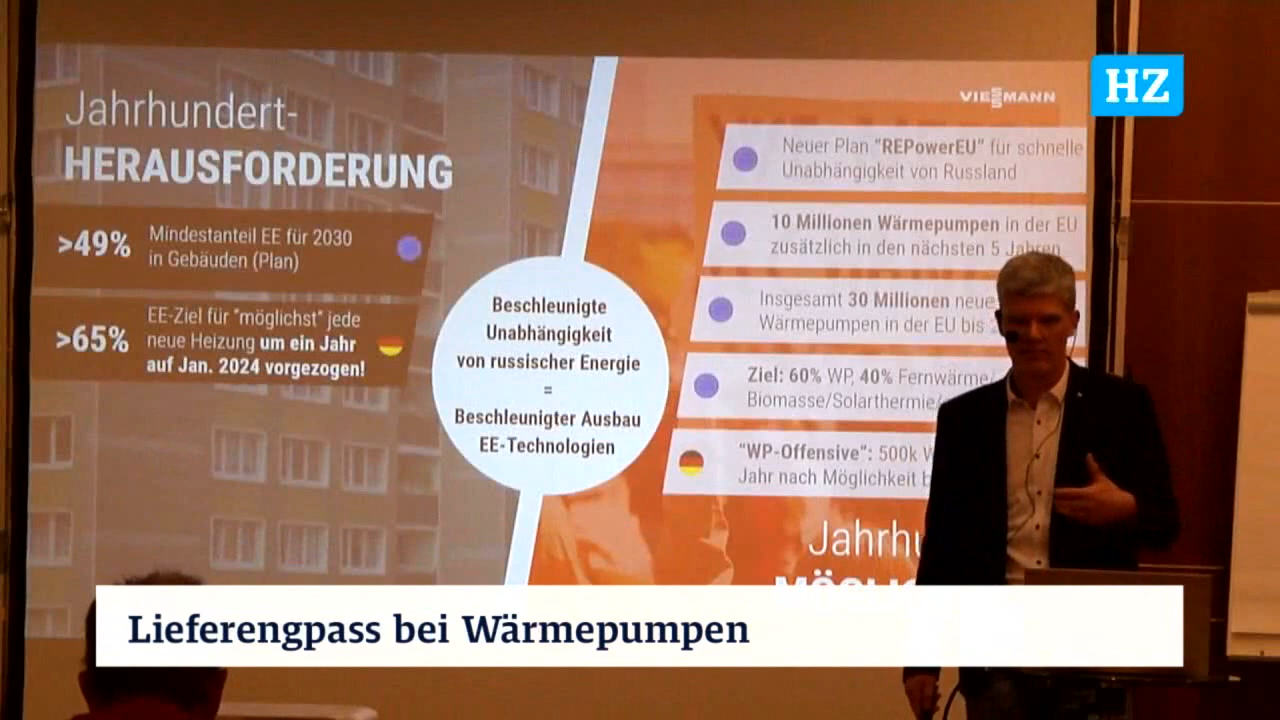 Jahrhundert-
HERAUSFORDERUNG
>49%
Mindestanteil EE für 2030
in Gebäuden (Plan)
>65%
EE-Ziel für "möglichst" jede
neue Heizung um ein Jahr
auf Jan. 2024 vorgezogen!
Beschleunigte
Unabhängigkeit
von russischer Energie
=
Beschleunigter Ausbau
EE-Technologien
VIESSMANN
HZ
Neuer Plan "REPowerEU" für schnelle
Unabhängigkeit von Russland
10 Millionen Wärmepumpen in der EU
zusätzlich in den nächsten 5 Jahren
Insgesamt 30 Millionen neue
Wärmepumpen in der EU bis
Ziel: 60% WP, 40% Fernwärme/
Biomasse/Solarthermie/
"WP-Offensive": 500k
Jahr nach Möglichkeit
Lieferengpass bei Wärmepumpen